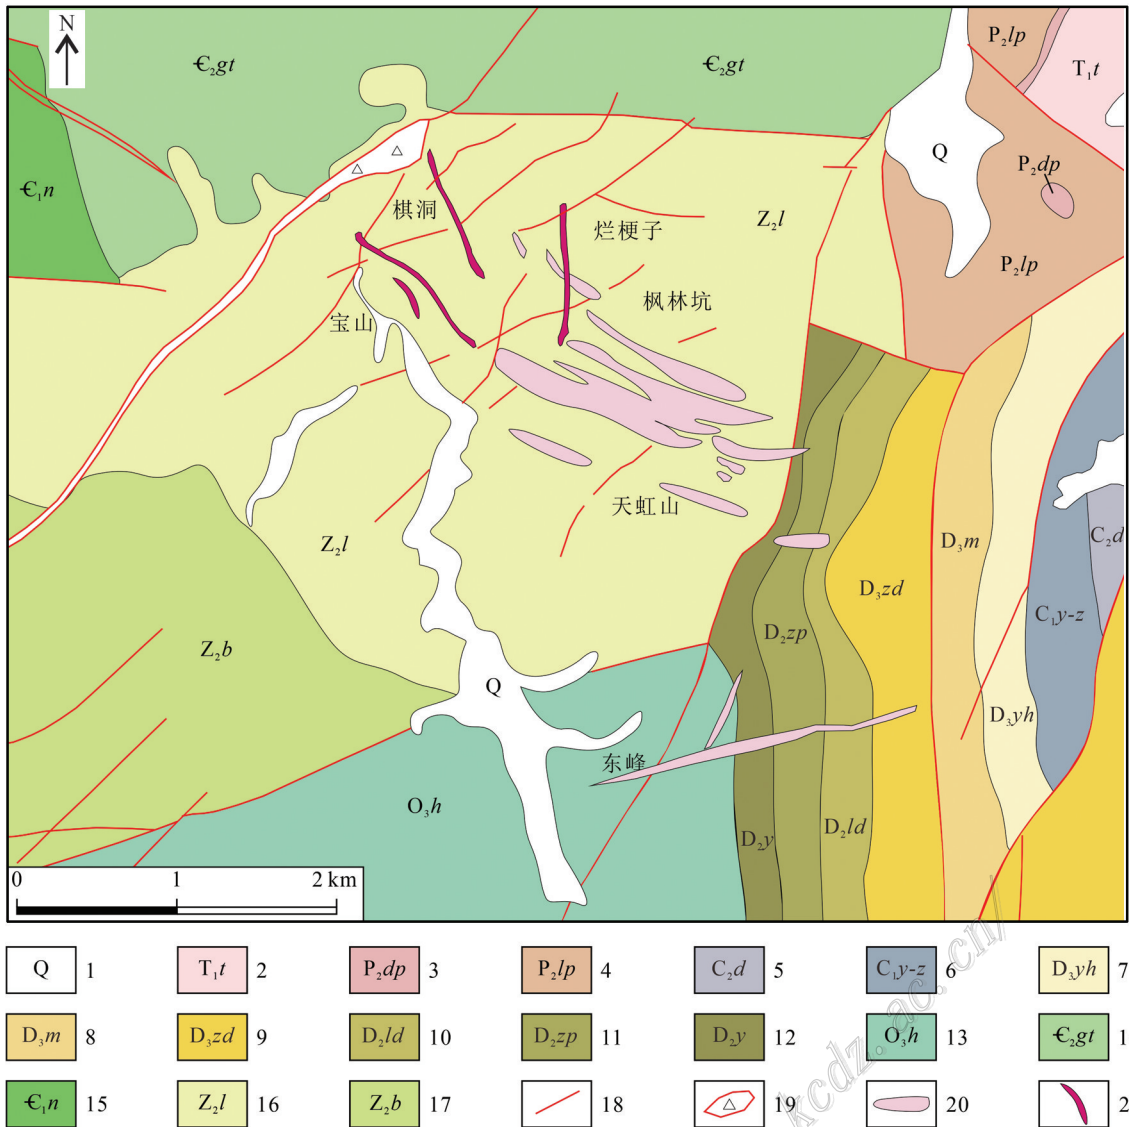 N
Є₂gt
Є₂gt
P₂lp
T₁t
Є₁n
Q
P₂dp
棋洞
烂梗子
Z₂l
P₂lp
宝山
枫林坑
天虹山
Z₂l
D₃m
C₂d
D₃zd
C₁y-z
D₂zp
Z₂b
Q
D₃yh
东峰
O₃h
D₂y
D₂ld
0 1 2 km
Q 1 T₁t 2 P₂dp 3 P₂lp 4 C₂d 5 C₁y-z 6 D₃yh 7
D₃m 8 D₃zd 9 D₂ld 10 D₂zp 11 D₂y 12 O₃h 13 Є₂gt 1
Є₁n 15 Z₂l 16 Z₂b 17 18 19 20 2
kcdz.ac.cn/